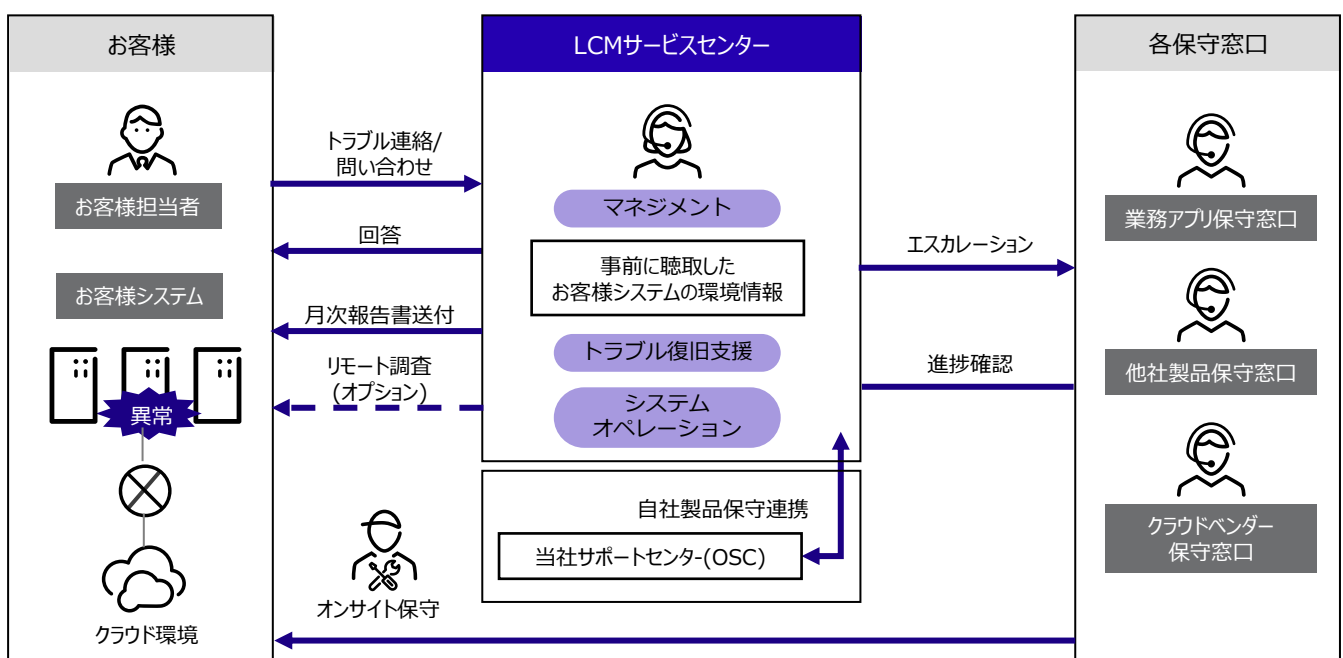 お客様
お客様担当者
お客様システム
異常
クラウド環境
トラブル連絡/
問い合わせ
回答
月次報告書送付
リモート調査
(オプション)
オンサイト保守
LCMサービスセンター
マネジメント
事前に聴取した
お客様システムの環境情報
トラブル復旧支援
システム
オペレーション
自社製品保守連携
当社サポートセンター(OSC)
エスカレーション
進捗確認
各保守窓口
業務アプリ保守窓口
他社製品保守窓口
クラウドベンダー
保守窓口